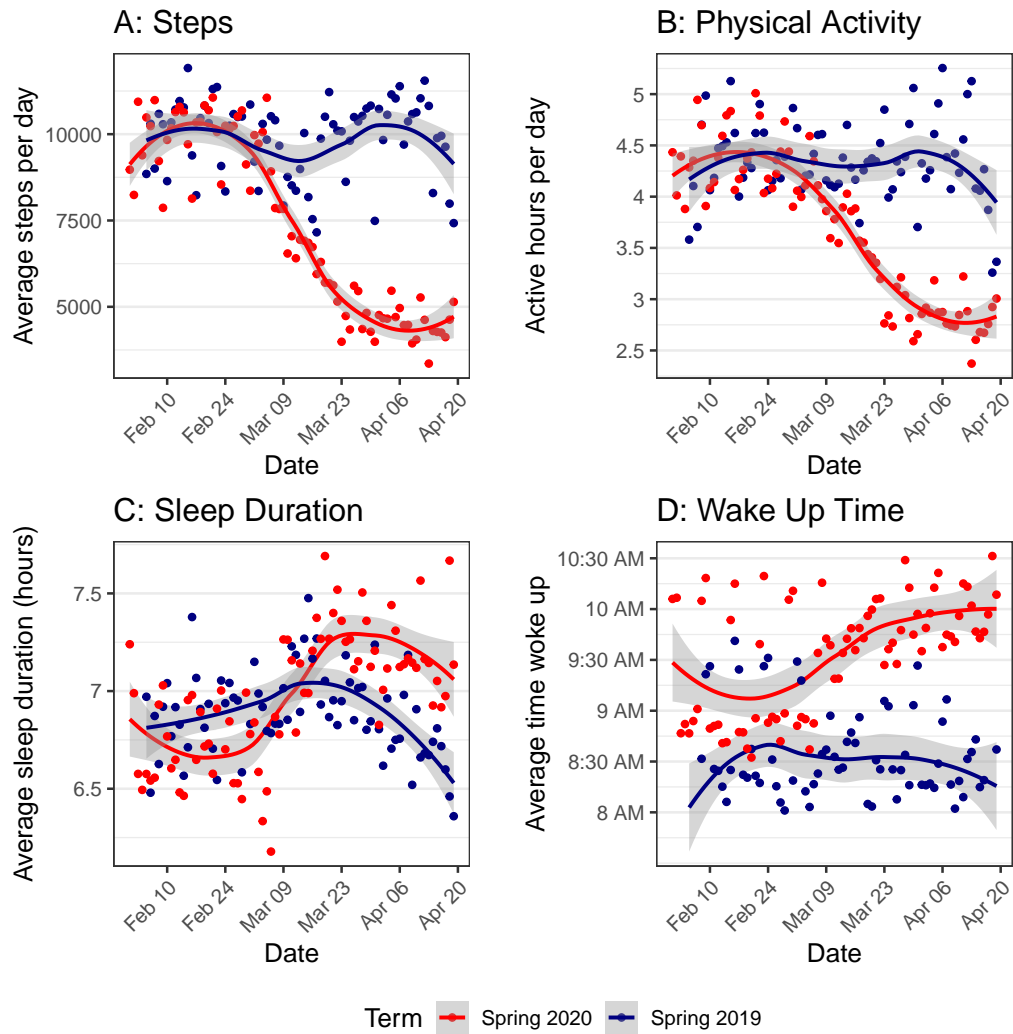 A: Steps
Average steps per day
10000
7500
5000
Feb 10
Feb 24
Mar 09
Mar 23
Apr 06
Apr 20
Date
B: Physical Activity
Active hours per day
5
4.5
4
3.5
3
2.5
Feb 10
Feb 24
Mar 09
Mar 23
Apr 06
Apr 20
Date
C: Sleep Duration
Average sleep duration (hours)
7.5
7
6.5
Feb 10
Feb 24
Mar 09
Mar 23
Apr 06
Apr 20
Date
D: Wake Up Time
Average time woke up
10:30 AM
10 AM
9:30 AM
9 AM
8:30 AM
8 AM
Feb 10
Feb 24
Mar 09
Mar 23
Apr 06
Apr 20
Date
Term Spring 2020 Spring 2019